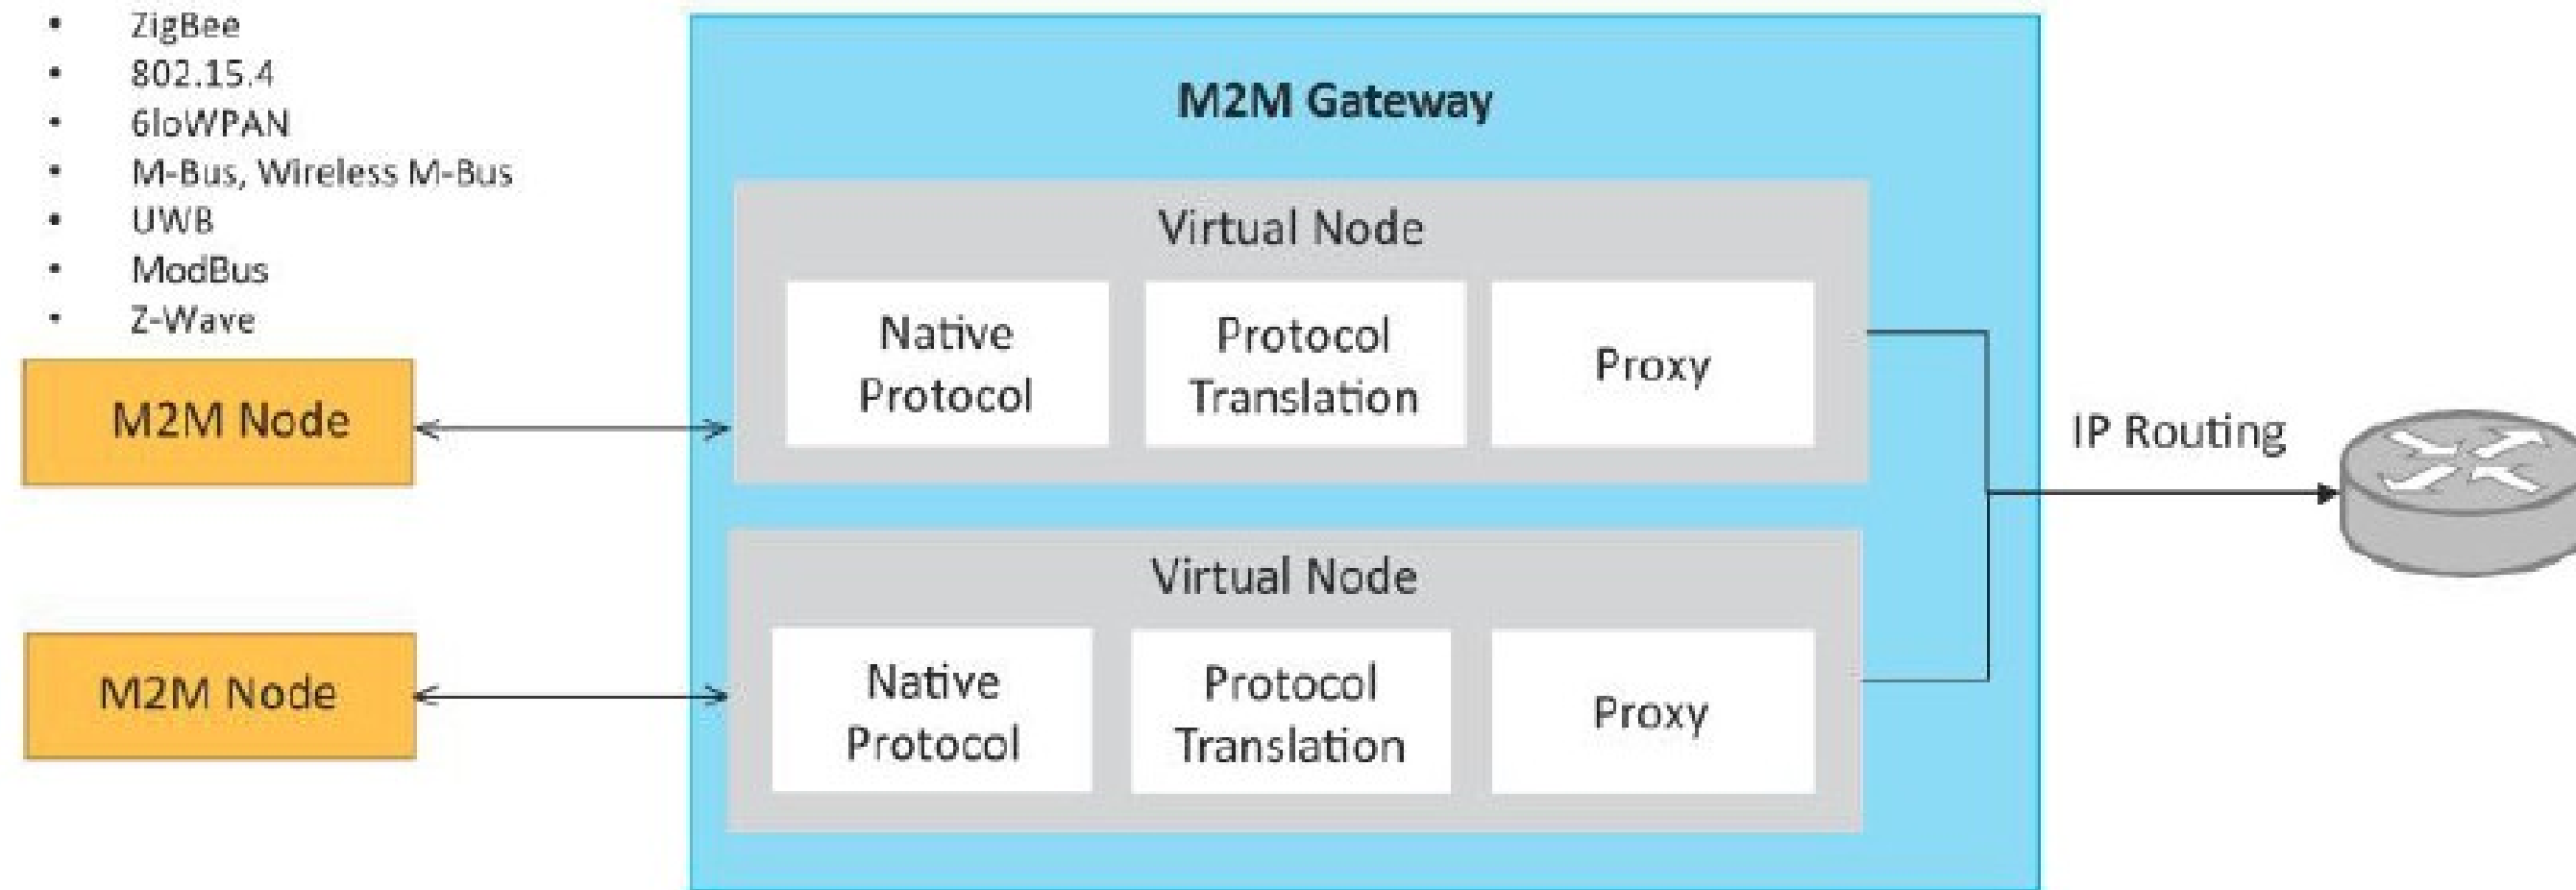 • ZigBee
• 802.15.4
• 6loWPAN
• M-Bus, Wireless M-Bus
• UWB
• ModBus
• Z-Wave
M2M Node
M2M Node
M2M Gateway
Virtual Node
Native
Protocol
Protocol
Translation
Proxy
Virtual Node
Native
Protocol
Protocol
Translation
Proxy
IP Routing